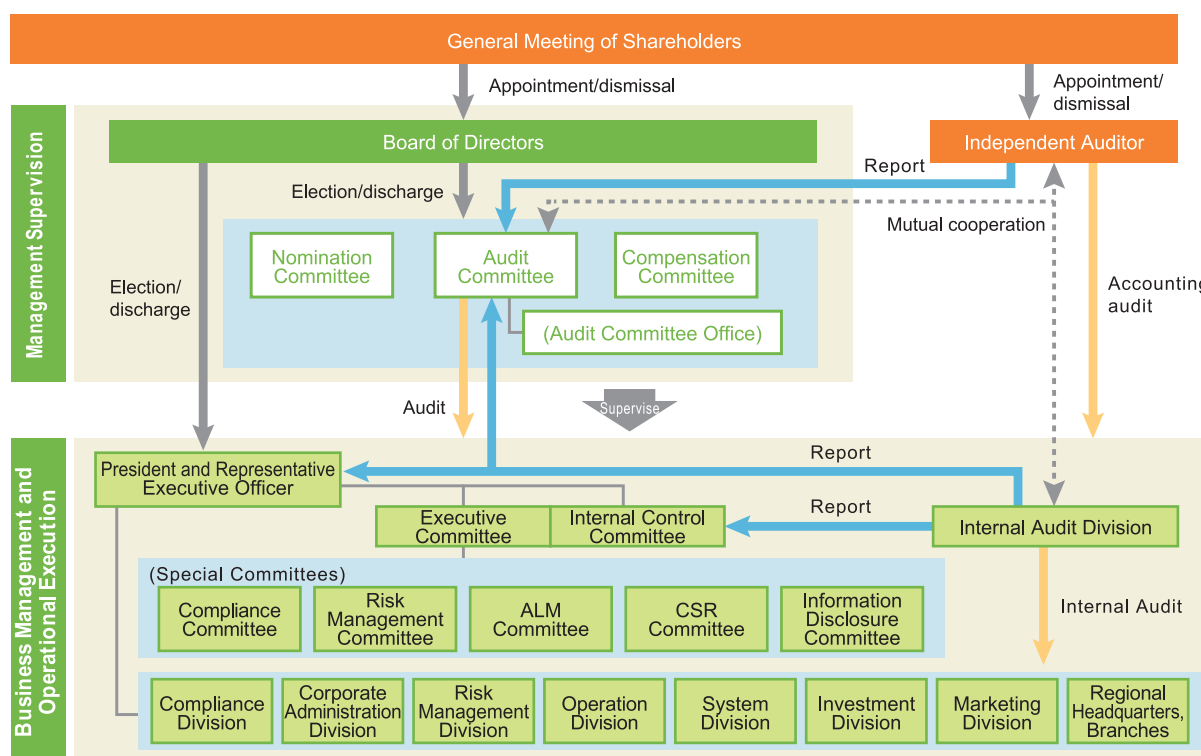 General Meeting of Shareholders
Appointment/dismissal
Appointment/
dismissal
Management Supervision
Board of Directors
Independent Auditor
Report
Election/discharge
Mutual cooperation
Nomination
Committee
Audit
Committee
Compensation
Committee
Election/
discharge
Accounting
audit
(Audit Committee Office)
Audit
Supervise
Business Management and
Operational Execution
President and Representative
Executive Officer
Report
Executive
Committee
Internal Control
Committee
Report
Internal Audit Division
(Special Committees)
Compliance
Committee
Risk
Management
Committee
ALM
Committee
CSR
Committee
Information
Disclosure
Committee
Internal Audit
Compliance
Division
Corporate
Administration
Division
Risk
Management
Division
Operation
Division
System
Division
Investment
Division
Marketing
Division
Regional
Headquarters,
Branches